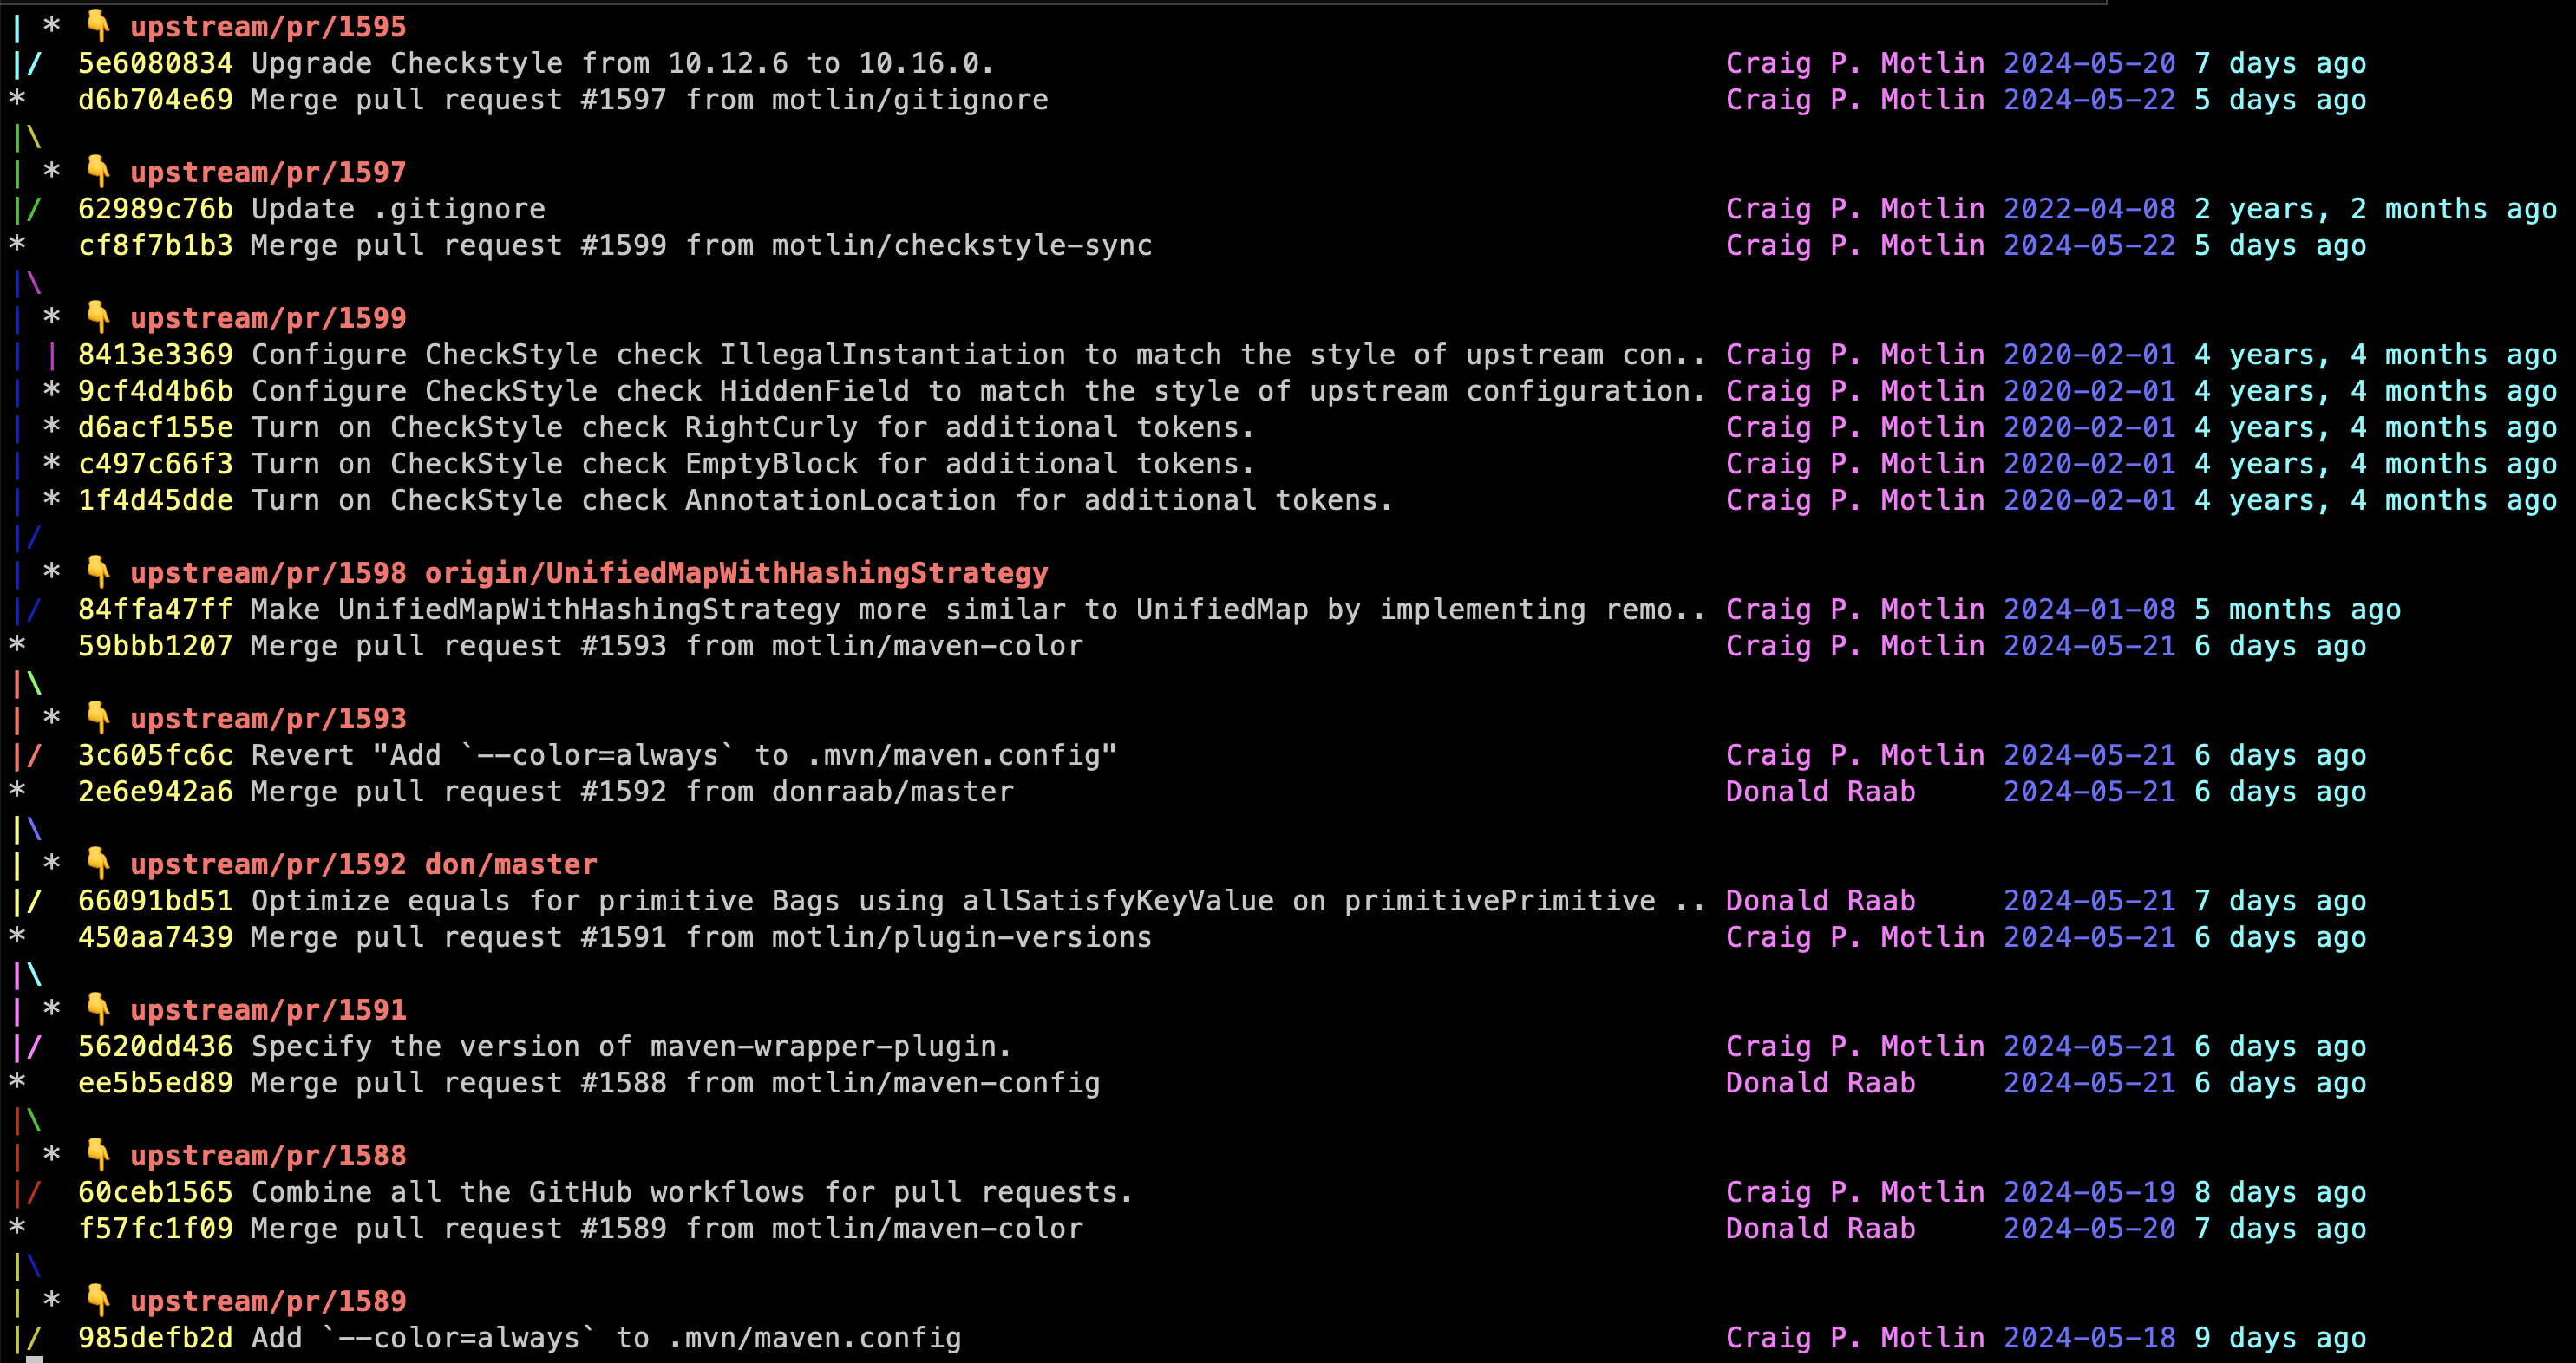 | * 👇 upstream/pr/1595
|/  5e6080834 Upgrade Checkstyle from 10.12.6 to 10.16.0. Craig P. Motlin 2024-05-20 7 days ago
*   d6b704e69 Merge pull request #1597 from motlin/gitignore Craig P. Motlin 2024-05-22 5 days ago
|\
| * 👇 upstream/pr/1597
|/  62989c76b Update .gitignore Craig P. Motlin 2022-04-08 2 years, 2 months ago
*   cf8f7b1b3 Merge pull request #1599 from motlin/checkstyle-sync Craig P. Motlin 2024-05-22 5 days ago
|\
| * 👇 upstream/pr/1599
| | 8413e3369 Configure CheckStyle check IllegalInstantiation to match the style of upstream con.. Craig P. Motlin 2020-02-01 4 years, 4 months ago
| * 9cf4d4b6b Configure CheckStyle check HiddenField to match the style of upstream configuration. Craig P. Motlin 2020-02-01 4 years, 4 months ago
| * d6acf155e Turn on CheckStyle check RightCurly for additional tokens. Craig P. Motlin 2020-02-01 4 years, 4 months ago
| * c497c66f3 Turn on CheckStyle check EmptyBlock for additional tokens. Craig P. Motlin 2020-02-01 4 years, 4 months ago
| * 1f4d45dde Turn on CheckStyle check AnnotationLocation for additional tokens. Craig P. Motlin 2020-02-01 4 years, 4 months ago
|/
| * 👇 upstream/pr/1598 origin/UnifiedMapWithHashingStrategy
|/  84ffa47ff Make UnifiedMapWithHashingStrategy more similar to UnifiedMap by implementing remo.. Craig P. Motlin 2024-01-08 5 months ago
*   59bbb1207 Merge pull request #1593 from motlin/maven-color Craig P. Motlin 2024-05-21 6 days ago
|\
| * 👇 upstream/pr/1593
|/  3c605fc6c Revert "Add `--color=always` to .mvn/maven.config" Craig P. Motlin 2024-05-21 6 days ago
*   2e6e942a6 Merge pull request #1592 from donraab/master Donald Raab 2024-05-21 6 days ago
|\
| * 👇 upstream/pr/1592 don/master
|/  66091bd51 Optimize equals for primitive Bags using allSatisfyKeyValue on primitivePrimitive .. Donald Raab 2024-05-21 7 days ago
*   450aa7439 Merge pull request #1591 from motlin/plugin-versions Craig P. Motlin 2024-05-21 6 days ago
|\
| * 👇 upstream/pr/1591
|/  5620dd436 Specify the version of maven-wrapper-plugin. Craig P. Motlin 2024-05-21 6 days ago
*   ee5b5ed89 Merge pull request #1588 from motlin/maven-config Donald Raab 2024-05-21 6 days ago
|\
| * 👇 upstream/pr/1588
|/  60ceb1565 Combine all the GitHub workflows for pull requests. Craig P. Motlin 2024-05-19 8 days ago
*   f57fc1f09 Merge pull request #1589 from motlin/maven-color Donald Raab 2024-05-20 7 days ago
|\
| * 👇 upstream/pr/1589
|/  985defb2d Add `--color=always` to .mvn/maven.config Craig P. Motlin 2024-05-18 9 days ago